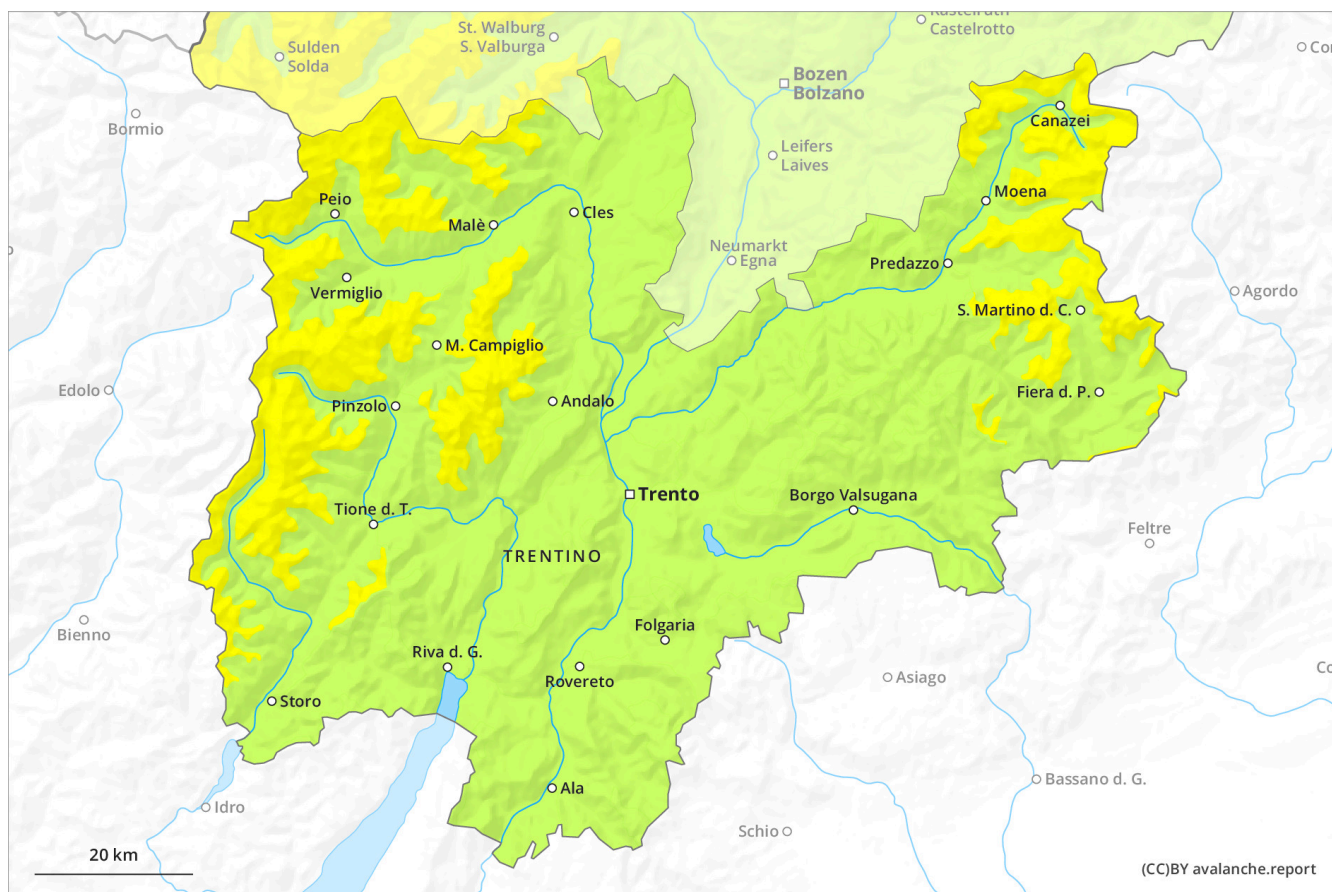 Kastelruth
Castelrotto
St. Walburg
S. Valburga
Sulden
Solda
Bozen
Bolzano
Bormio
Canazei
Leifers
Laives
Peio
Malè
Cles
Moena
Neumarkt
Egna
Predazzo
Vermiglio
Agordo
S. Martino d. C.
M. Campiglio
Edolo
Pinzolo
Andalo
Fiera d. P.
Trento
Borgo Valsugana
Tione d. T.
Feltre
TRENTINO
Bienno
Folgaria
Riva d. G.
Rovereto
Asiago
Storo
Bassano d. G.
Ala
Idro
Schio
20 km
(CC)BY avalanche.report